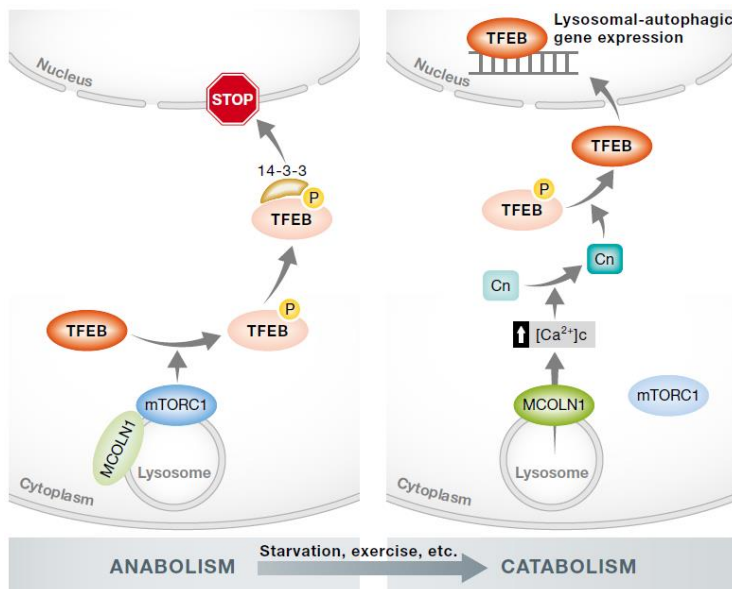 Nucleus
STOP
14-3-3
P
TFEB
P
TFEB
TFEB
mTORC1
MCOLN1
Lysosome
Cytoplasm
Lysosomal-autophagic
gene expression
TFEB
Nucleus
TFEB
P
TFEB
Cn
Cn
[Ca²⁺]c
MCOLN1
mTORC1
Lysosome
Cytoplasm
ANABOLISM
Starvation, exercise, etc.
CATABOLISM